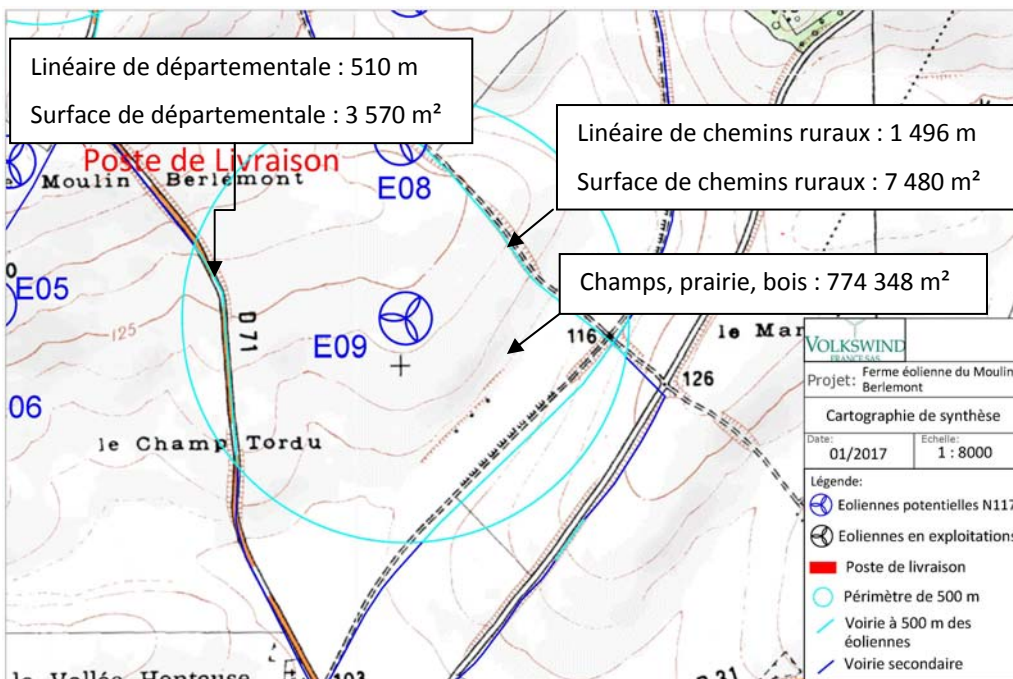 Linéaire de départementale : 510 m
Surface de départementale : 3 570 m²
Linéaire de chemins ruraux : 1 496 m
Surface de chemins ruraux : 7 480 m²
Poste de Livraison
Moulin Berlemont
E08
Champs, prairie, bois : 774 348 m²
E05
125
D71
E09
116
le Mar
126
06
le Champ Tordu
VOLKSWIND
FRANCE SAS
Projet: Ferme éolienne du Moulin
Berlemont
Cartographie de synthèse
Date: 01/2017
Echelle: 1 : 8000
Légende:
Eoliennes potentielles N117
Eoliennes en exploitations
Poste de livraison
Périmètre de 500 m
Voirie à 500 m des
éoliennes
Voirie secondaire
la Vallée Honteuse
103